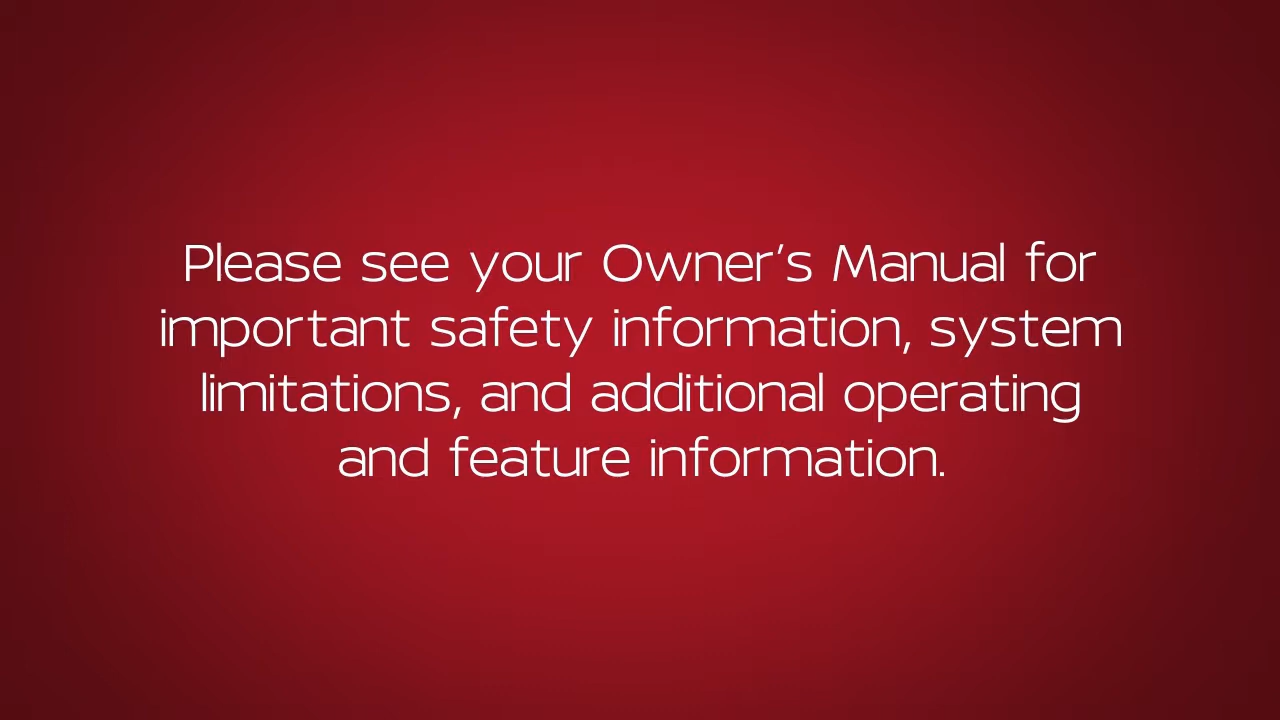 Please see your Owner’s Manual for
important safety information, system
limitations, and additional operating
and feature information.